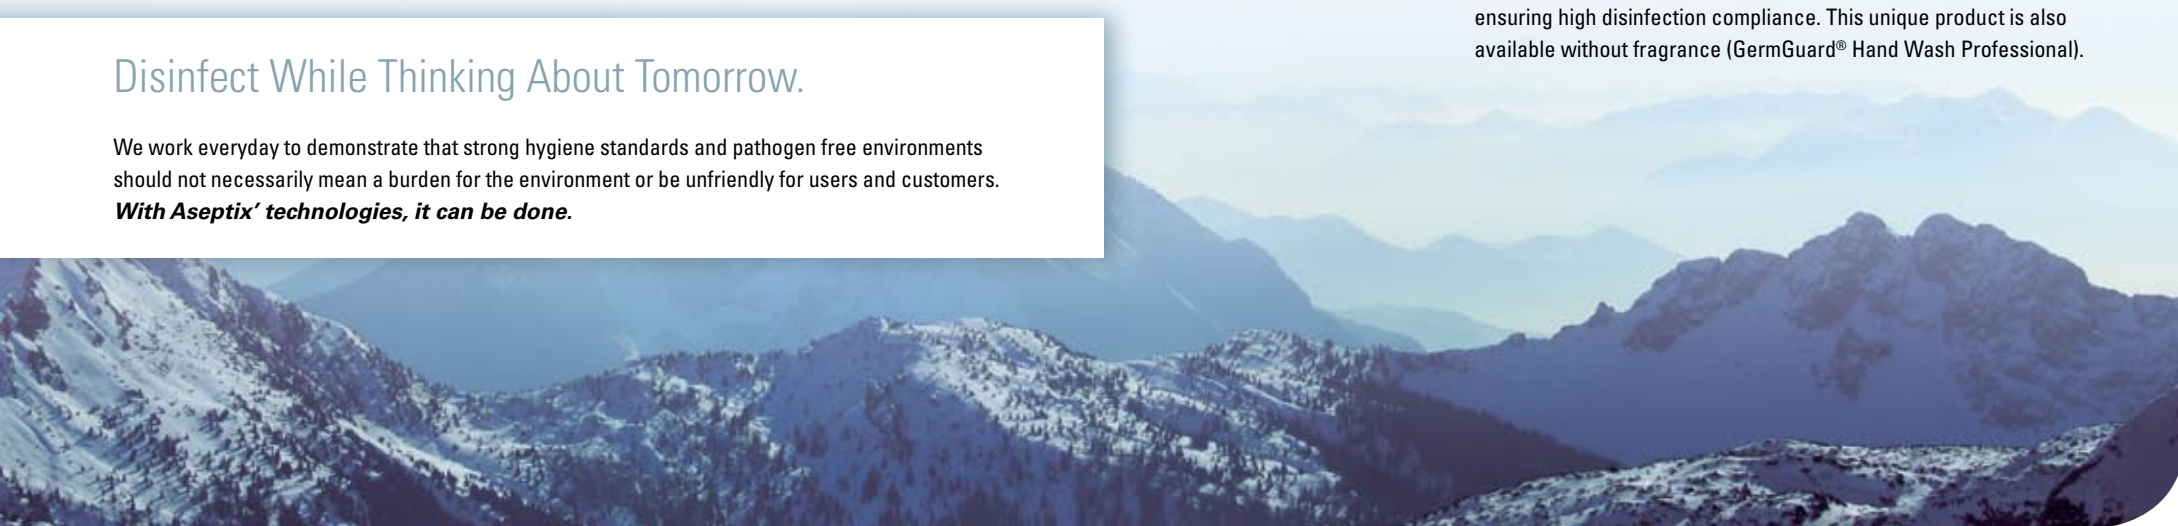 Disinfect While Thinking About Tomorrow.
We work everyday to demonstrate that strong hygiene standards and pathogen free environments
should not necessarily mean a burden for the environment or be unfriendly for users and customers.
With Aseptix’ technologies, it can be done.
ensuring high disinfection compliance. This unique product is also
available without fragrance (GermGuard® Hand Wash Professional).